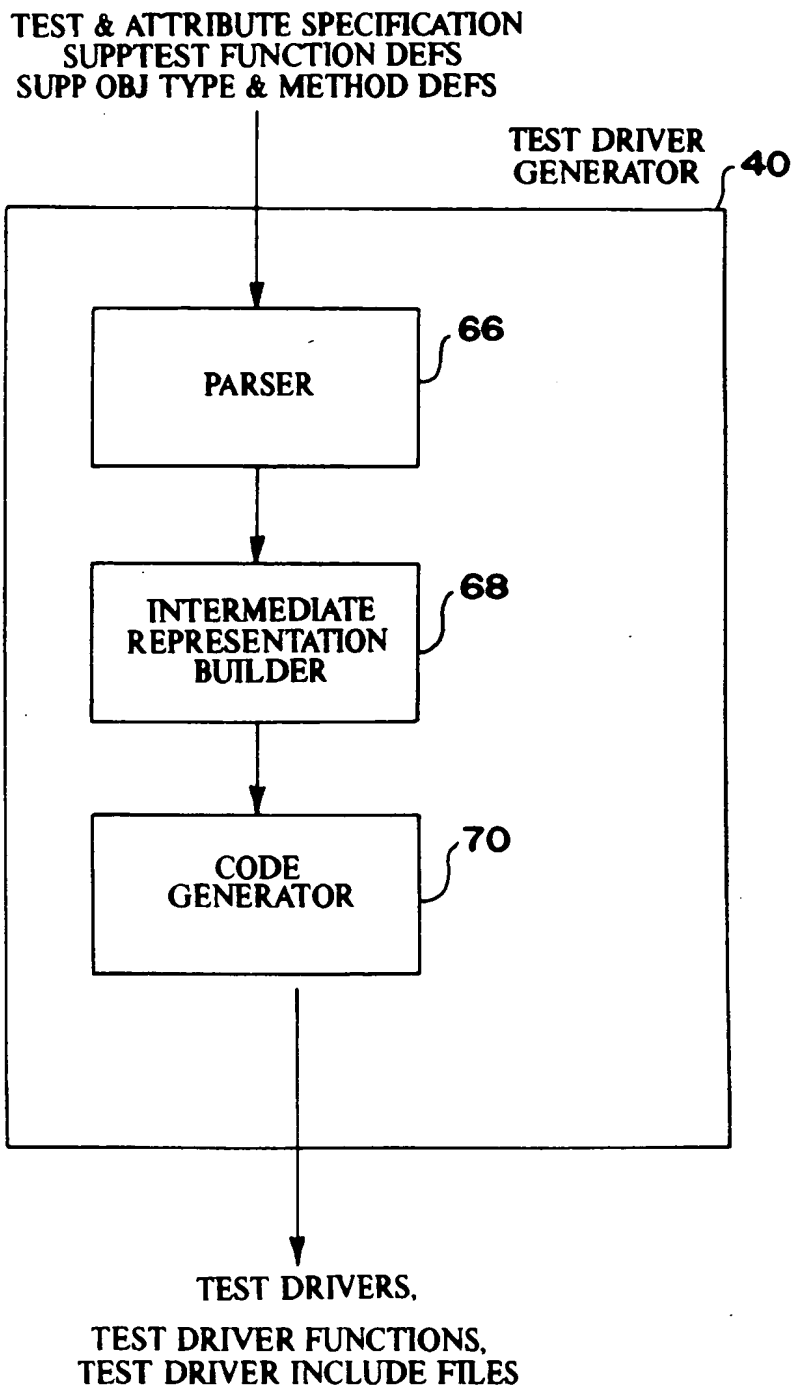 TEST & ATTRIBUTE SPECIFICATION
SUPPTEST FUNCTION DEFS
SUPP OBJ TYPE & METHOD DEFS
TEST DRIVER
GENERATOR
40
PARSER
66
INTERMEDIATE
REPRESENTATION
BUILDER
68
CODE
GENERATOR
70
TEST DRIVERS,
TEST DRIVER FUNCTIONS,
TEST DRIVER INCLUDE FILES